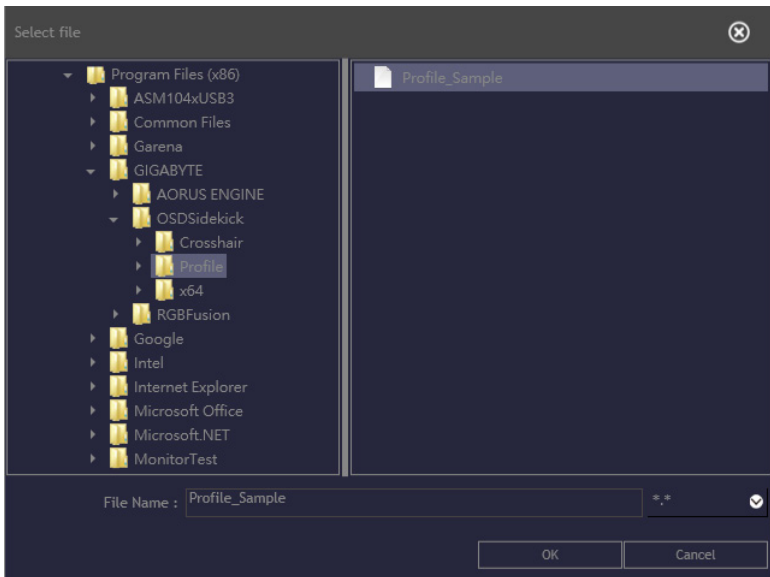 Select file
Program Files (x86)
ASM104xUSB3
Common Files
Garena
GIGABYTE
AORUS ENGINE
OSDSidekick
Crosshair
Profile
x64
RGBFusion
Google
Intel
Internet Explorer
Microsoft Office
Microsoft.NET
MonitorTest
Profile_Sample
File Name : Profile_Sample *.*
OK Cancel